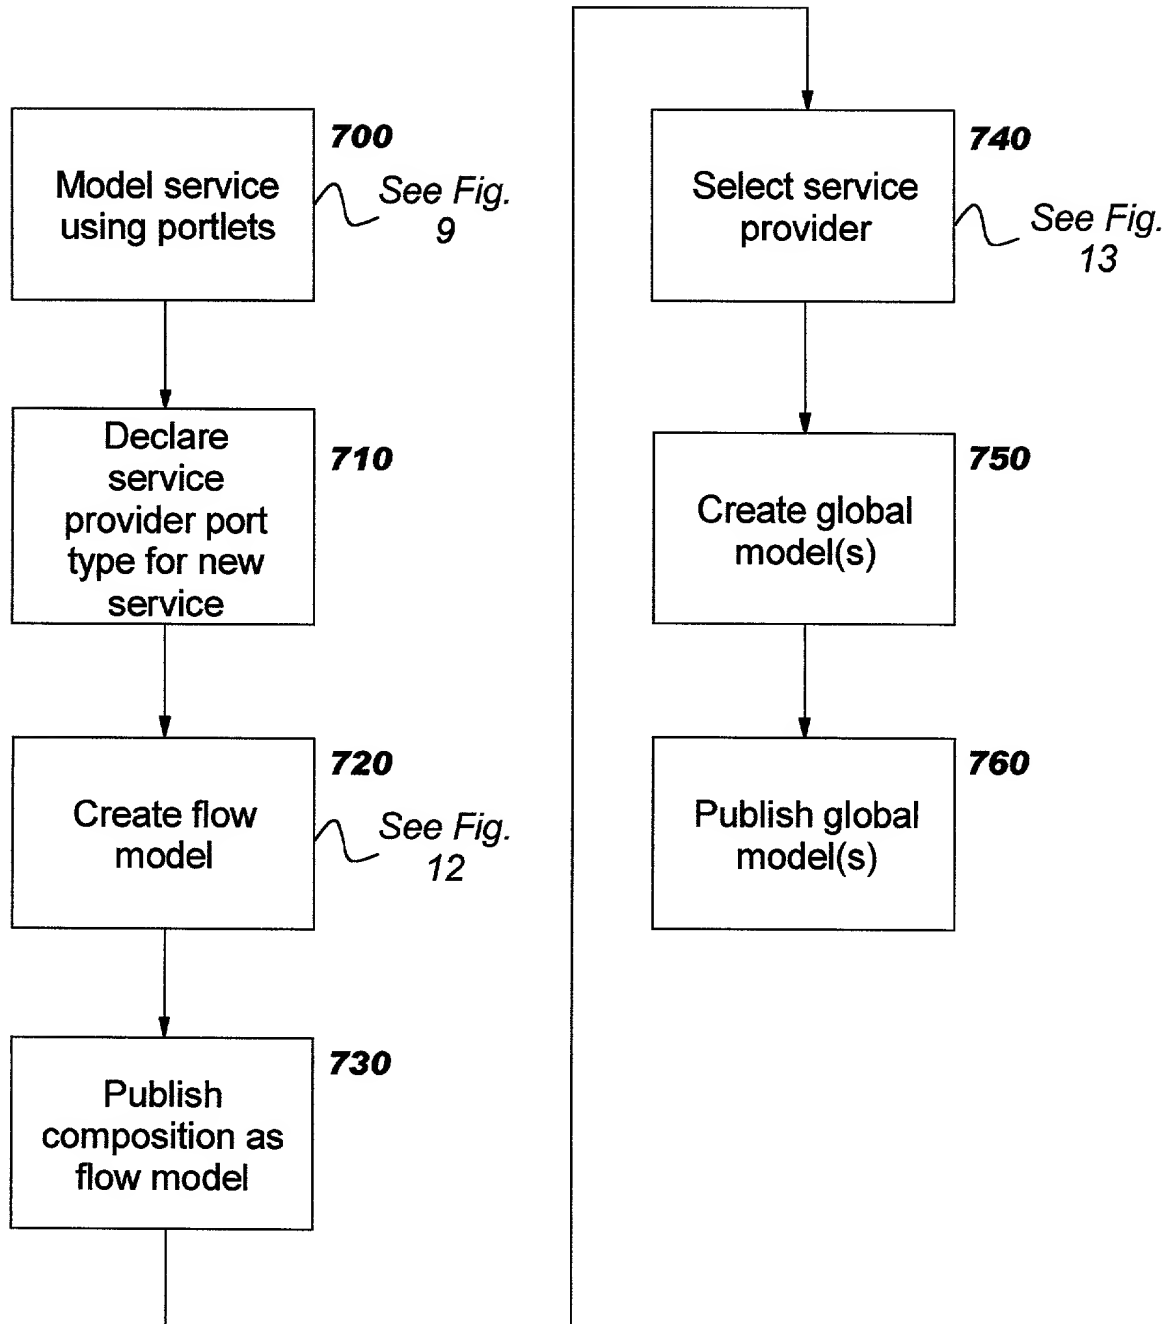 700
Model service
using portlets
See Fig.
9
710
Declare
service
provider port
type for new
service
720
Create flow
model
See Fig.
12
730
Publish
composition as
flow model
740
Select service
provider
See Fig.
13
750
Create global
model(s)
760
Publish global
model(s)